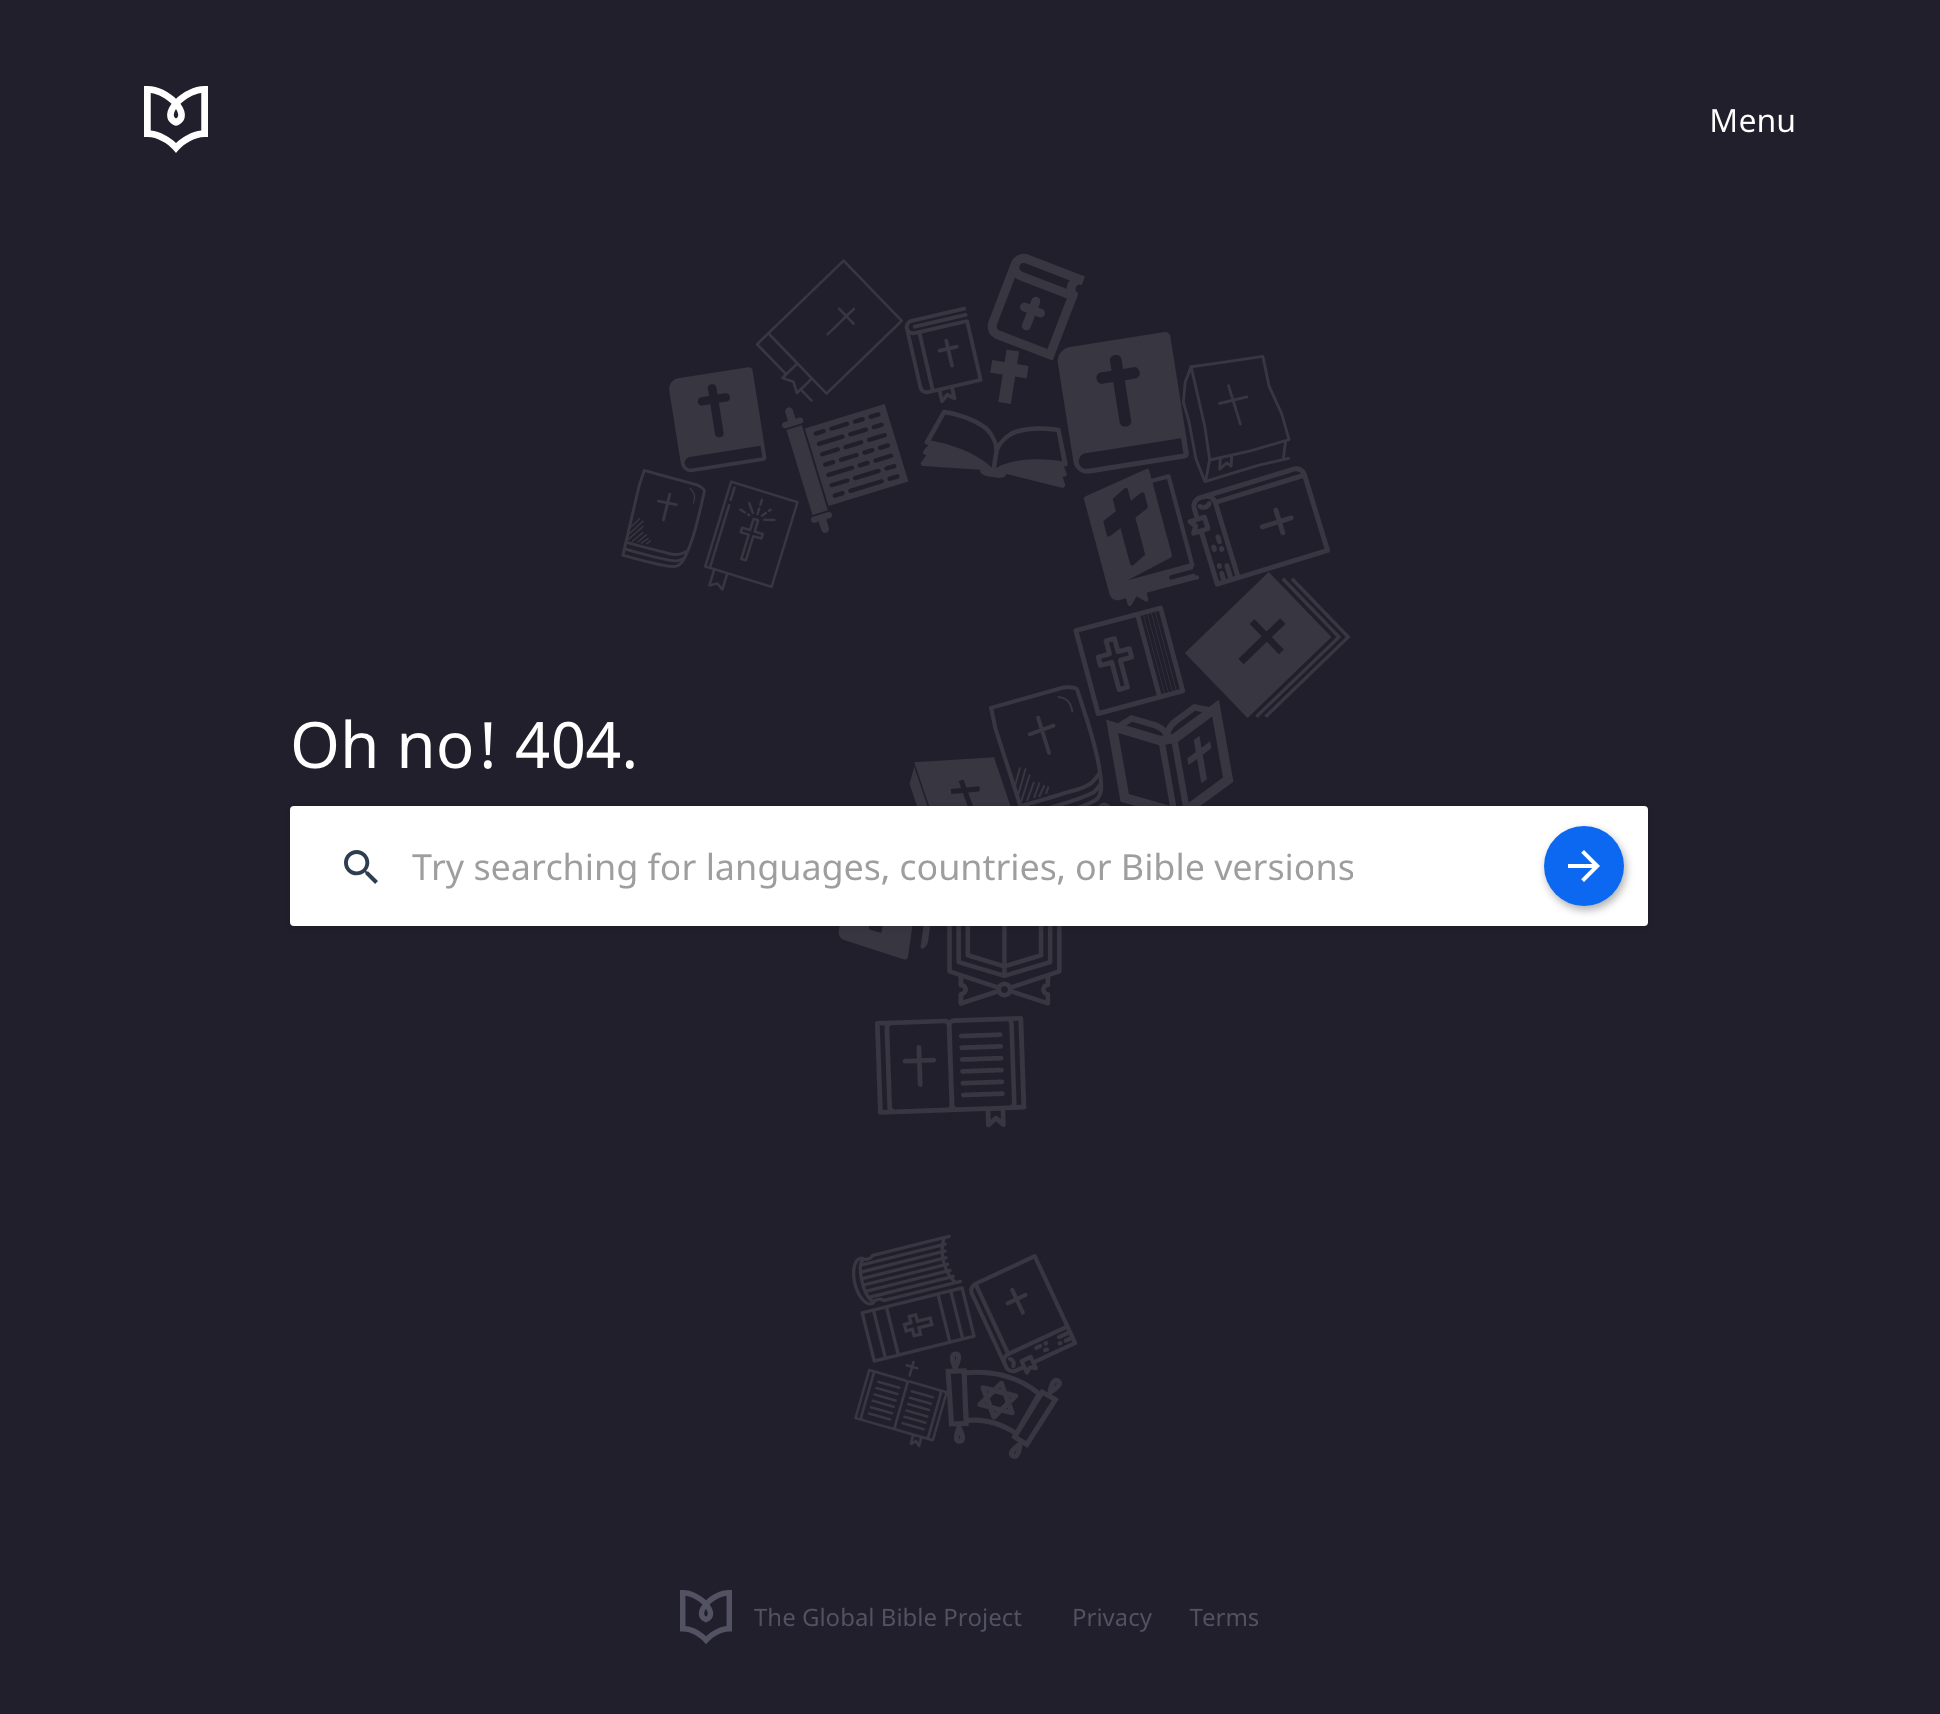 Menu
Oh no! 404.
Try searching for languages, countries, or Bible versions
The Global Bible Project Privacy Terms